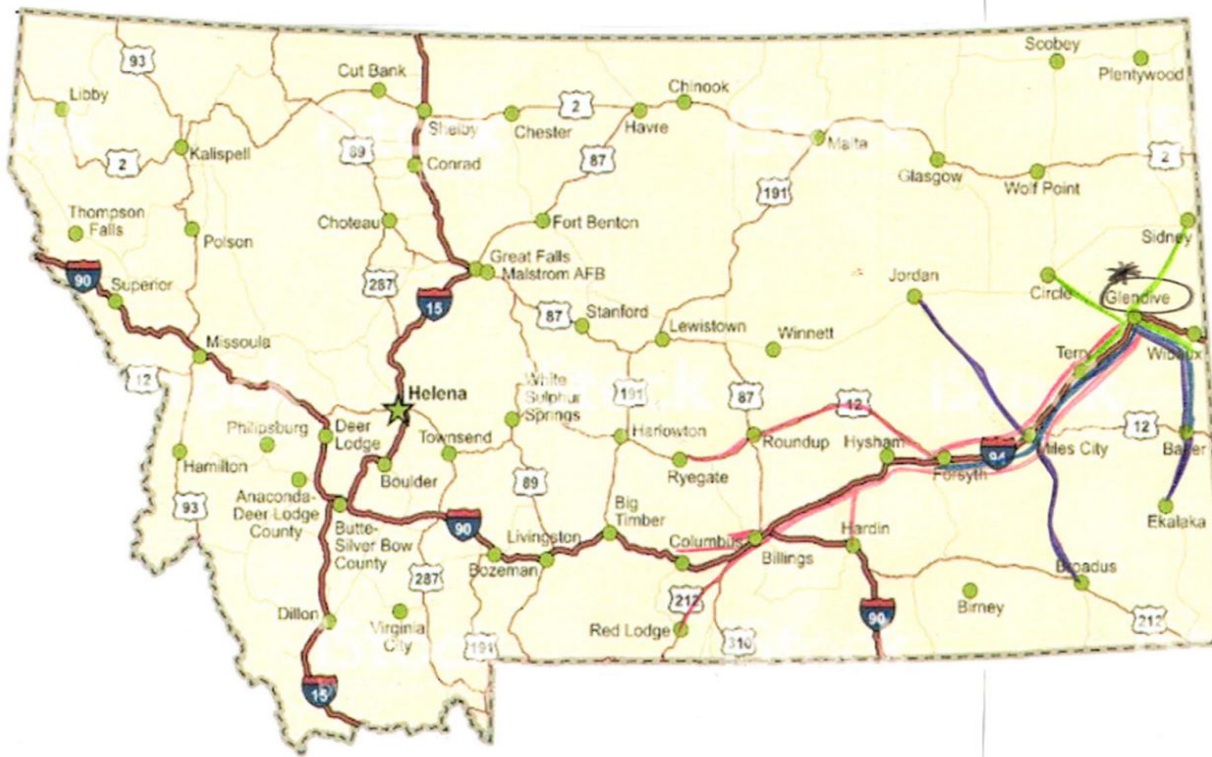 Scobey
93
Plentywood
Cut Bank
Chinook
Libby
2
Shelby
Chester
Havre
Malta
2
Kalispell
89
Conrad
87
Glasgow
Wolf Point
2
191
Thompson
Falls
Choteau
Fort Benton
Polson
Sidney
90
Great Falls
Malstrom AFB
Jordan
Circle
Glendive
287
Superior
15
87
Stanford
Lewistown
Winnett
Missoula
Terry
Wibaux
12
White
Sulphur
Springs
191
87
12
Helena
Philipsburg
Deer
Lodge
Townsend
Harlowton
Roundup
Hysham
94
Miles City
12
Baker
Hamilton
Boulder
Ryegate
Forsyth
Anaconda-
Deer Lodge
County
89
93
Butte-
Silver Bow
County
90
Livingston
Big
Timber
Columbus
Hardin
Ekalaka
Bozeman
Billings
287
Broadus
Dillon
Virginia
City
212
Birney
90
212
Red Lodge
191
310
15